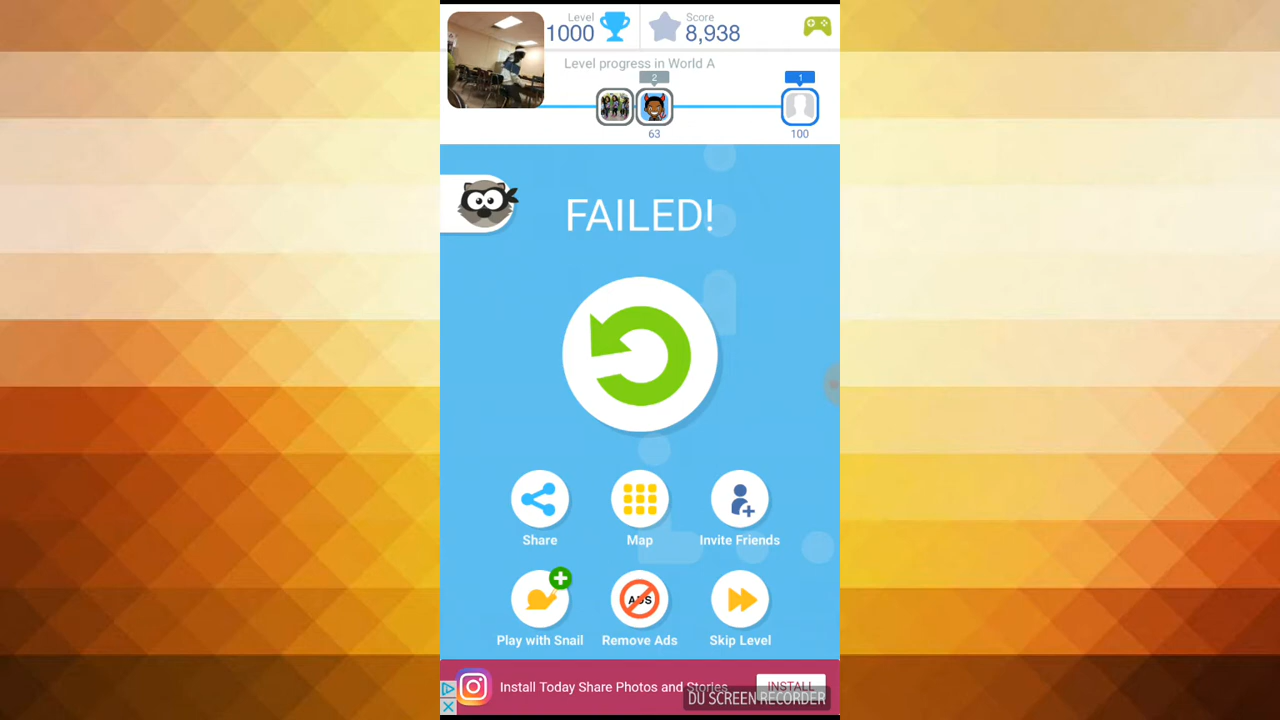 Level
1000
Score
8,938
Level progress in World A
2
1
63
100
FAILED!
Share
Map
Invite Friends
ADS
Play with Snail
Remove Ads
Skip Level
Install Today Share Photos and Stories
INSTALL
DU SCREEN RECORDER